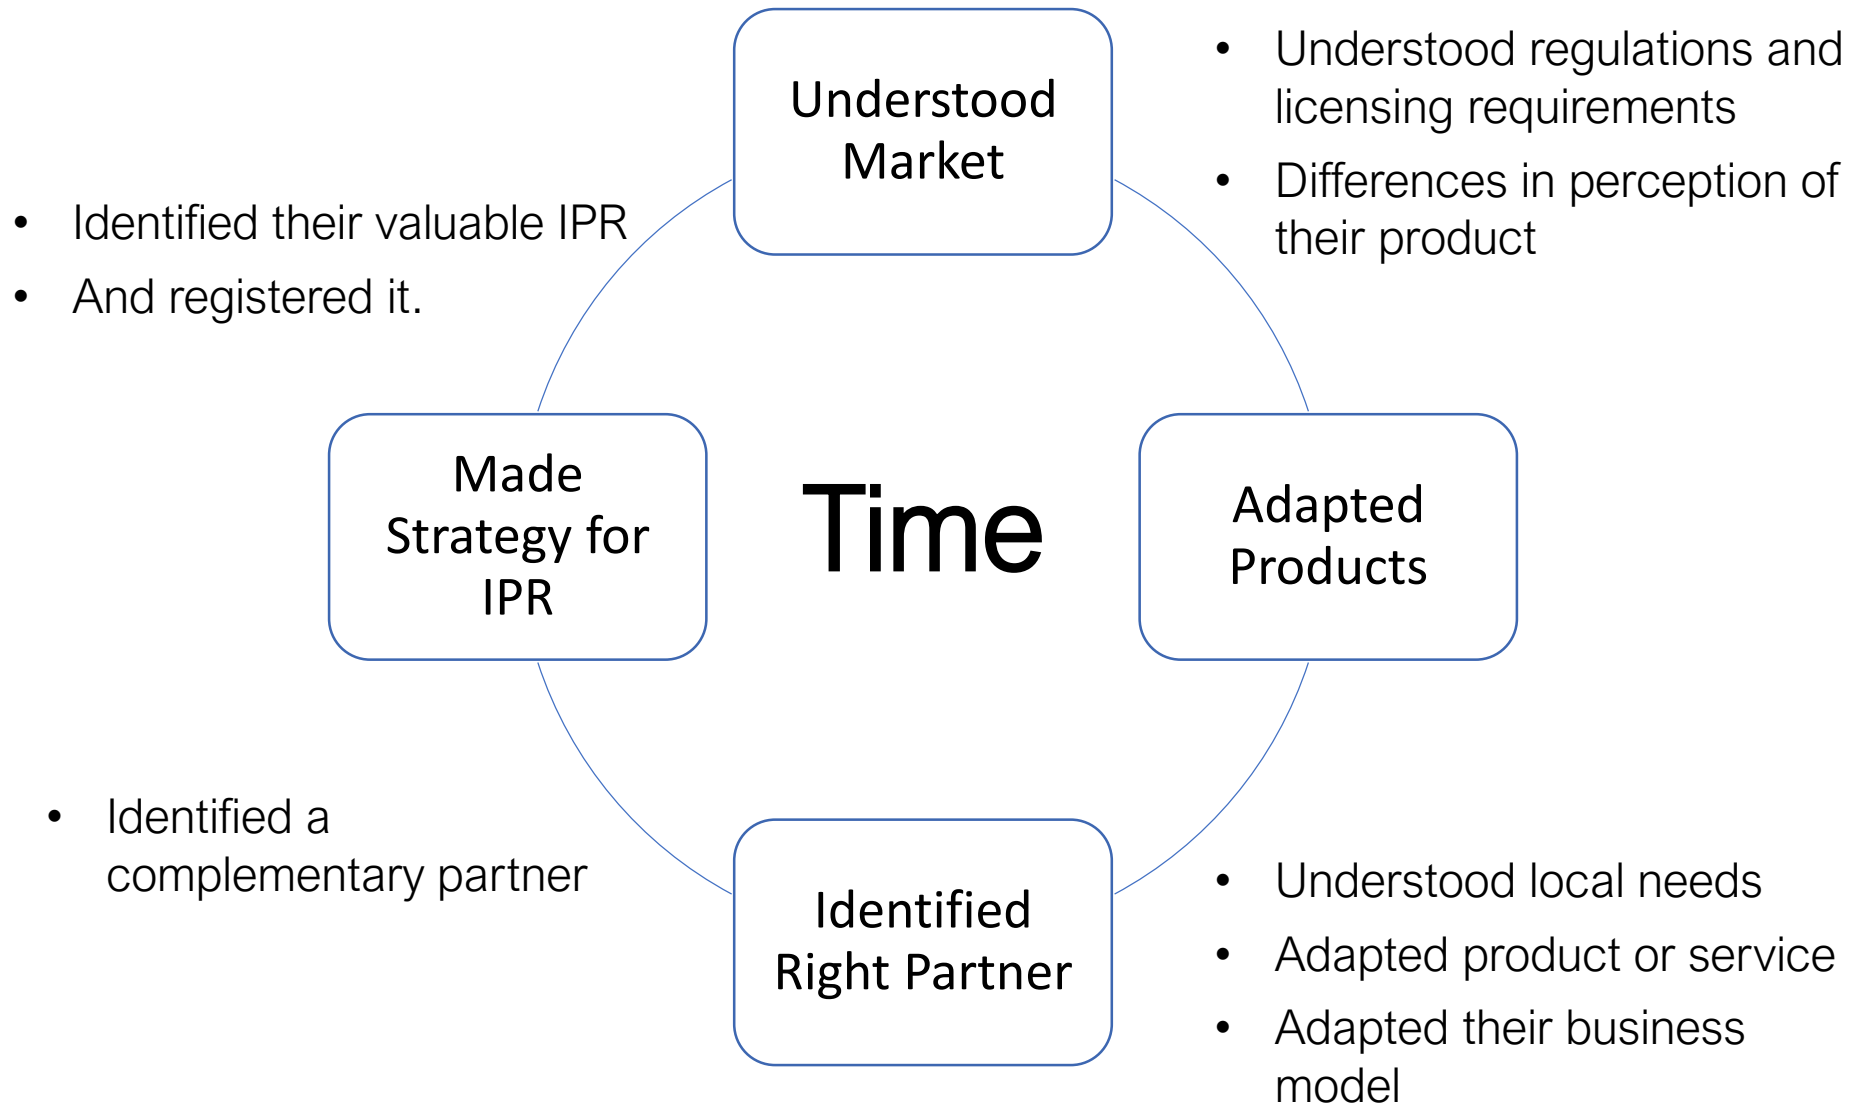 Understood
Market
• Understood regulations and
licensing requirements
• Differences in perception of
their product
• Identified their valuable IPR
• And registered it.
Made
Strategy for
IPR
Time
Adapted
Products
• Identified a
complementary partner
Identified
Right Partner
• Understood local needs
• Adapted product or service
• Adapted their business
model